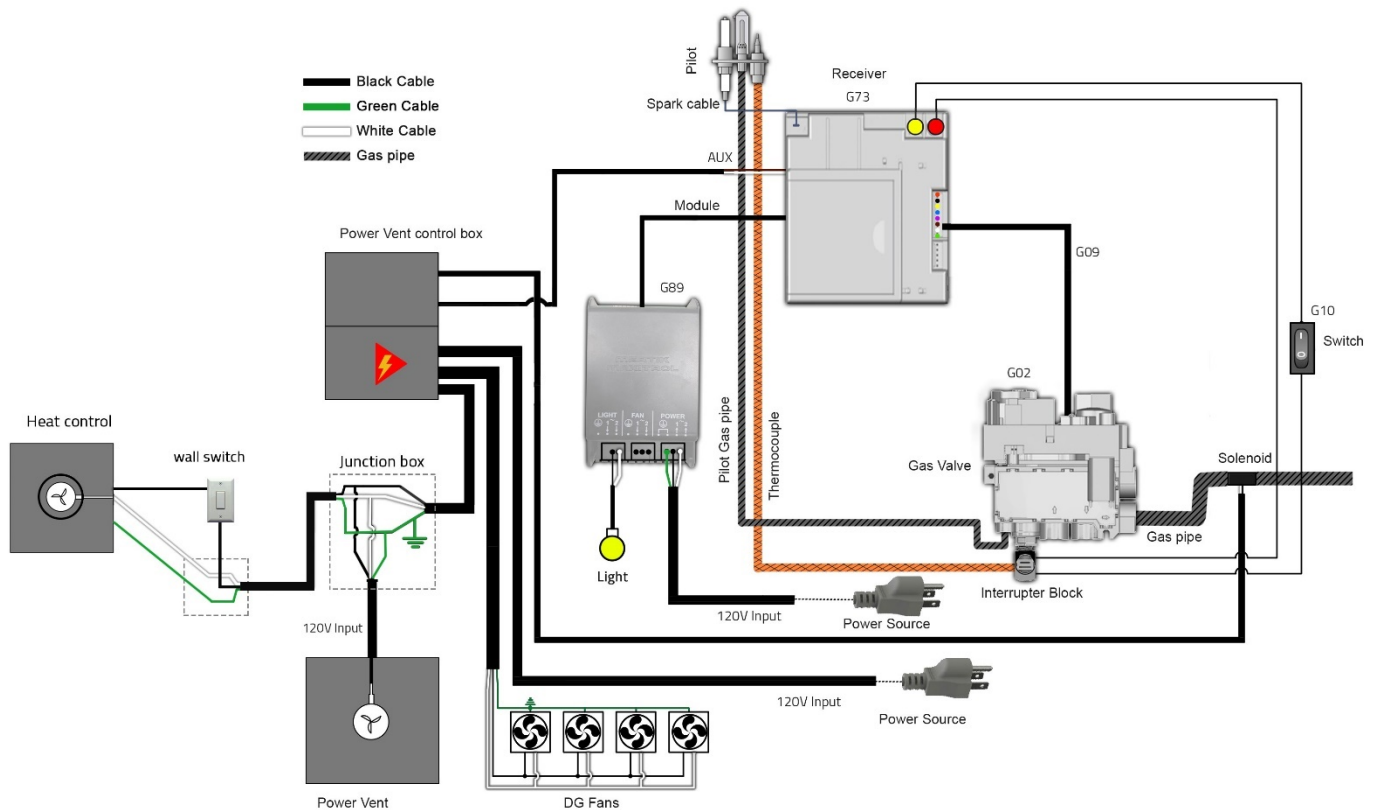 Black Cable
Green Cable
White Cable
Gas pipe
Pilot
Receiver
G73
Spark cable
AUX
Module
Power Vent control box
G89
G09
G10
Switch
G02
LIGHT
FAN
POWER
Pilot Gas pipe
Thermocouple
Gas Valve
Solenoid
Gas pipe
Heat control
wall switch
Junction box
Light
Interrupter Block
120V Input
Power Source
120V Input
120V Input
Power Source
Power Vent
DG Fans